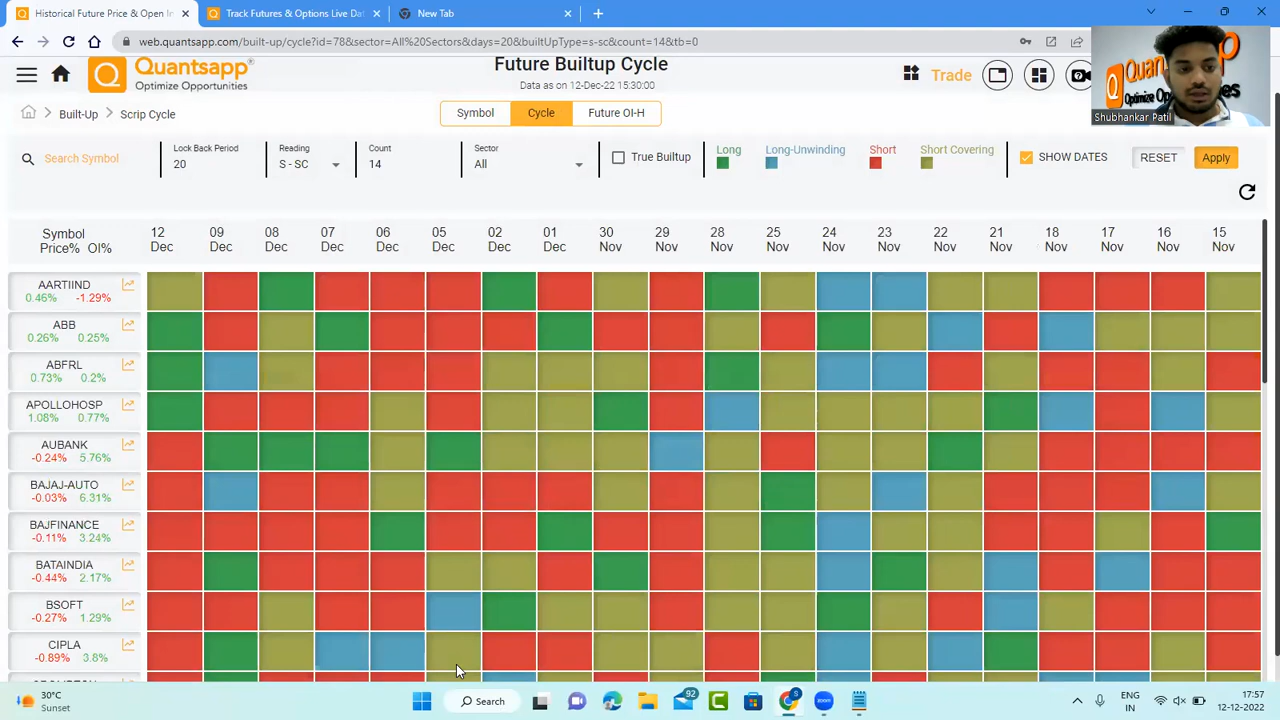 Historical Future Price & Open In
Track Futures & Options Live Dat
New Tab
web.quantsapp.com/built-up/cycle?id=78&sector=All%20Sectors&days=20&builtUpType=s-sc&count=14&tb=0
Quantsapp
Optimize Opportunities
Future Builtup Cycle
Data as on 12-Dec-22 15:30:00
Trade
Shubhankar Patil
Built-Up
Scrip Cycle
Symbol
Cycle
Future OI-H
Search Symbol
Look Back Period
20
Reading
S - SC
Count
14
Sector
All
True Builtup
Long
Long-Unwinding
Short
Short Covering
SHOW DATES
RESET
Apply
Symbol
Price% OI%
12 Dec
09 Dec
08 Dec
07 Dec
06 Dec
05 Dec
02 Dec
01 Dec
30 Nov
29 Nov
28 Nov
25 Nov
24 Nov
23 Nov
22 Nov
21 Nov
18 Nov
17 Nov
16 Nov
15 Nov
AARTIIND
0.46% -1.29%
ABB
0.26% 0.25%
ABFRL
0.73% 0.2%
APOLLOHOSP
1.08% 0.77%
AUBANK
-0.24% 5.76%
BAJAJ-AUTO
-0.03% 6.31%
BAJFINANCE
-0.11% 3.24%
BATAINDIA
-0.44% 2.17%
BSOFT
-0.27% 1.29%
CIPLA
-0.89% 3.8%
30°C
Sunset
Search
92
ENG
IN
17:57
12-12-2022